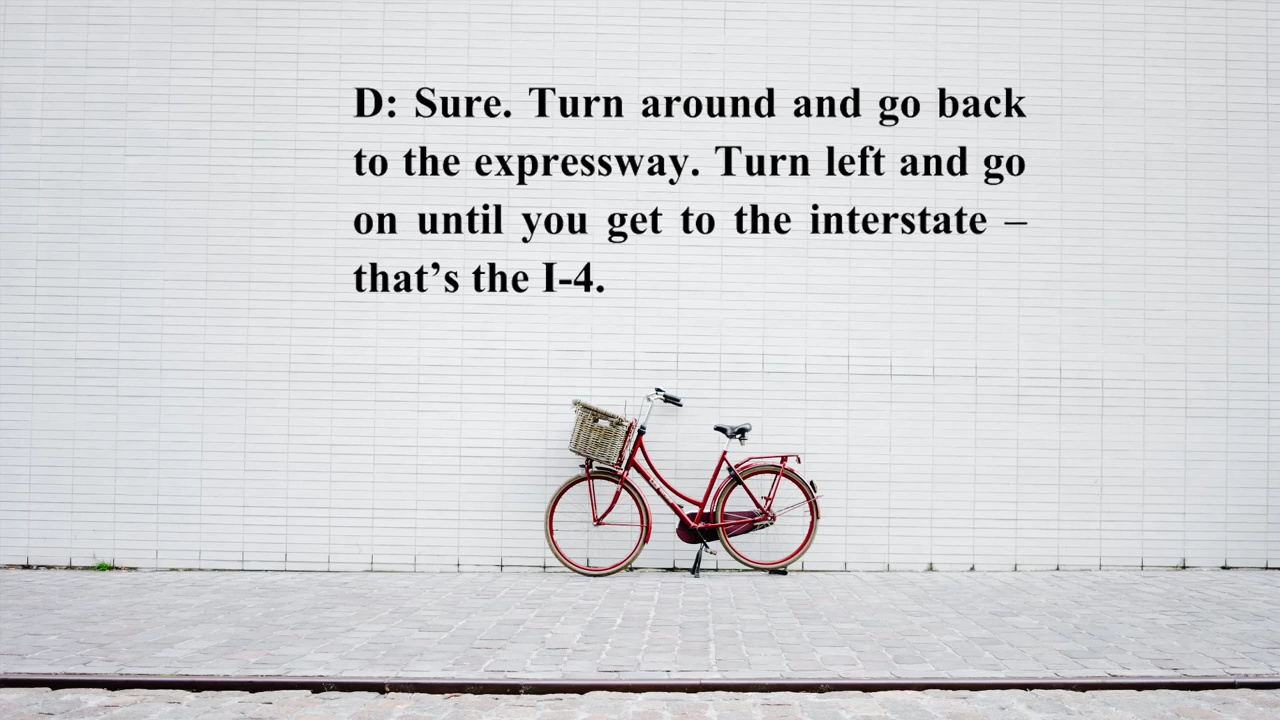 D: Sure. Turn around and go back
to the expressway. Turn left and go
on until you get to the interstate –
that's the I-4.